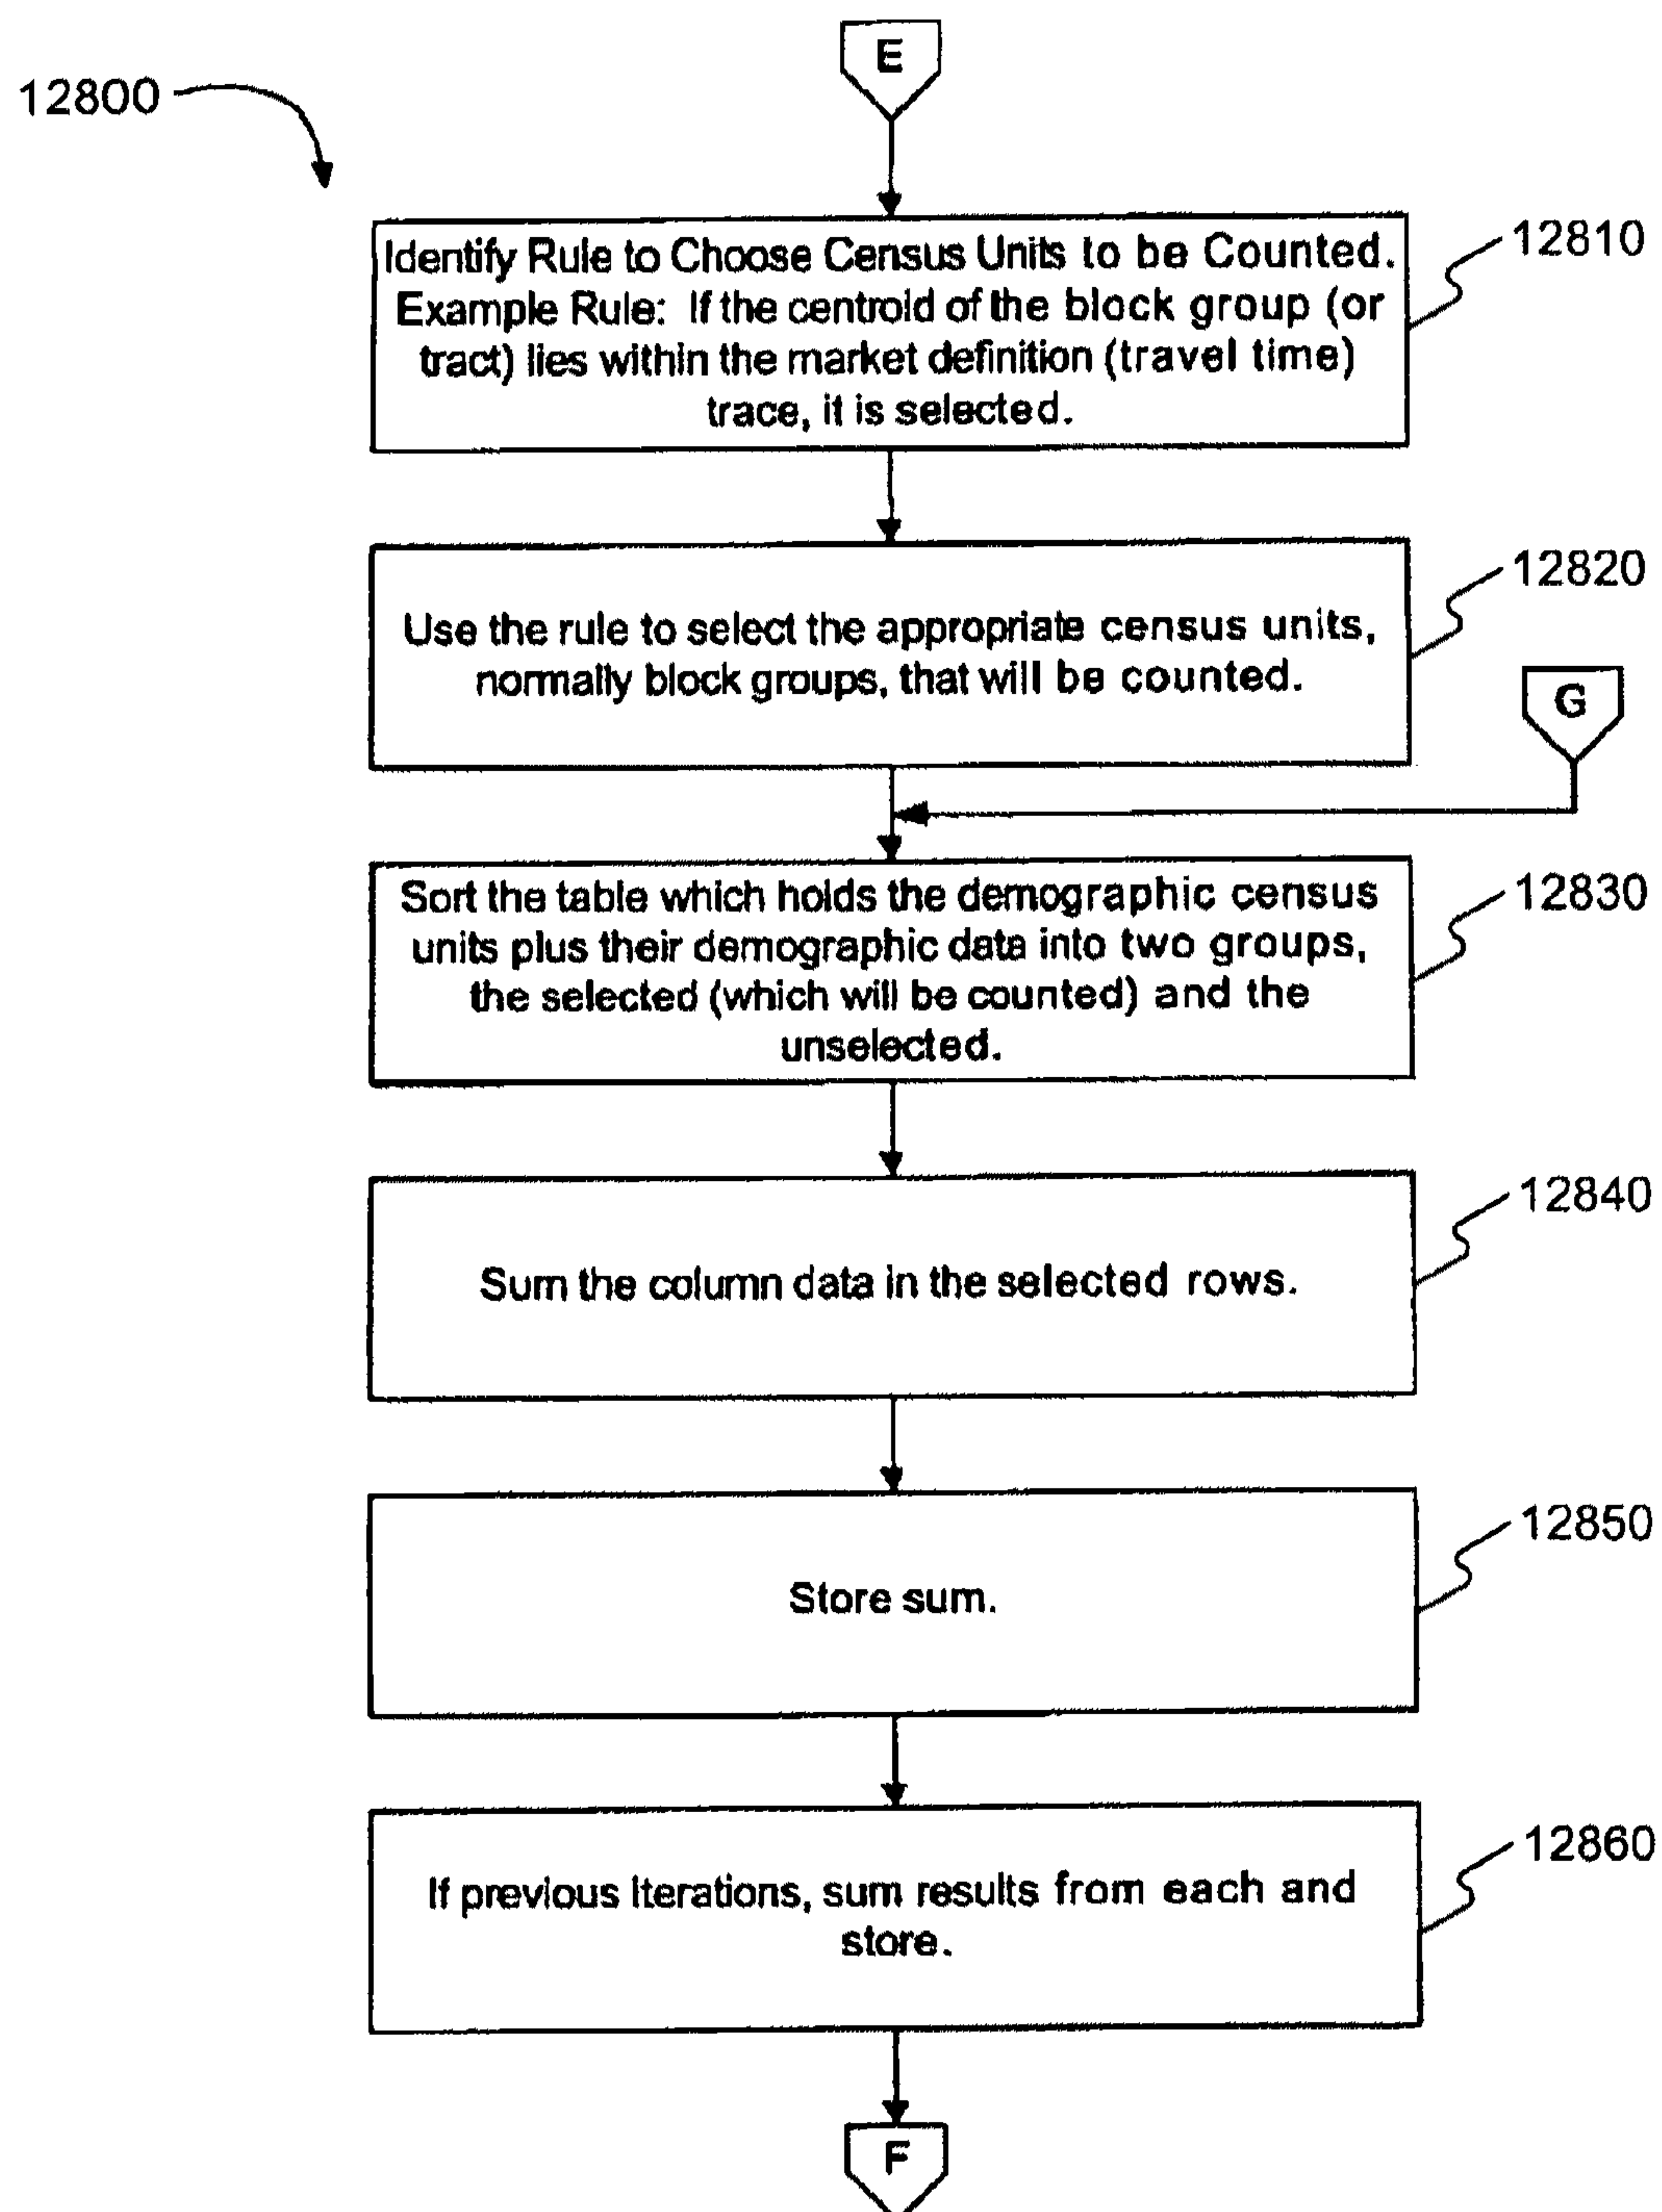 E
12800
Identify Rule to Choose Census Units to be Counted.
Example Rule: If the centroid of the block group (or
tract) lies within the market definition (travel time)
trace, it is selected.
12810
Use the rule to select the appropriate census units,
normally block groups, that will be counted.
12820
G
Sort the table which holds the demographic census
units plus their demographic data into two groups,
the selected (which will be counted) and the
unselected.
12830
Sum the column data in the selected rows.
12840
Store sum.
12850
If previous Iterations, sum results from each and
store.
12860
F